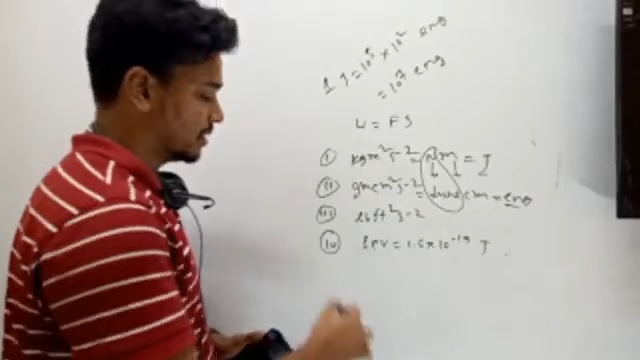 1 J = 10⁵ × 10² erg
= 10⁷ erg
W = F S
(i) kgm²s⁻² = Nm = J
(ii) gmcm²s⁻² = dyne cm = erg
(iii) lbft²s⁻²
(iv) 1eV = 1.6×10⁻¹⁹ J